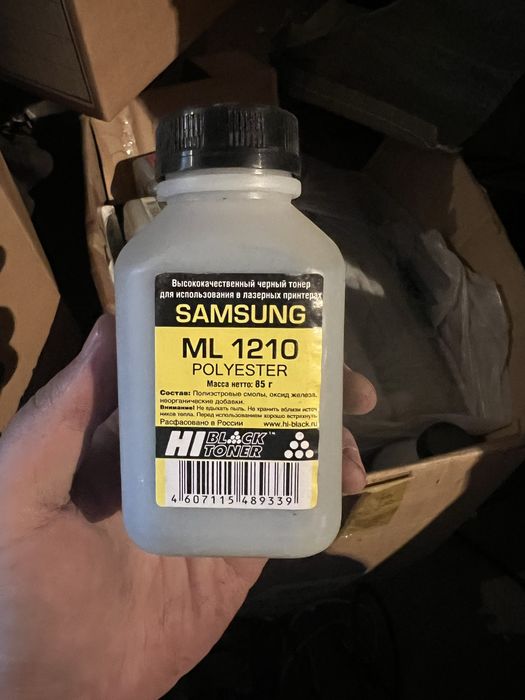 Высококачественный черный тонер
для использования в лазерных принтерах
SAMSUNG
ML 1210
POLYESTER
Масса нетто: 85 г
Состав: Полиэстровые смолы, оксид железа,
неорганические добавки.
Внимание! Не вдыхать пыль. Не хранить вблизи источ
ников тепла. Перед использованием хорошо встряхнуть
Расфасовано в России www.hi-black.ru
HI BLACK TONER™
4 607115 489339